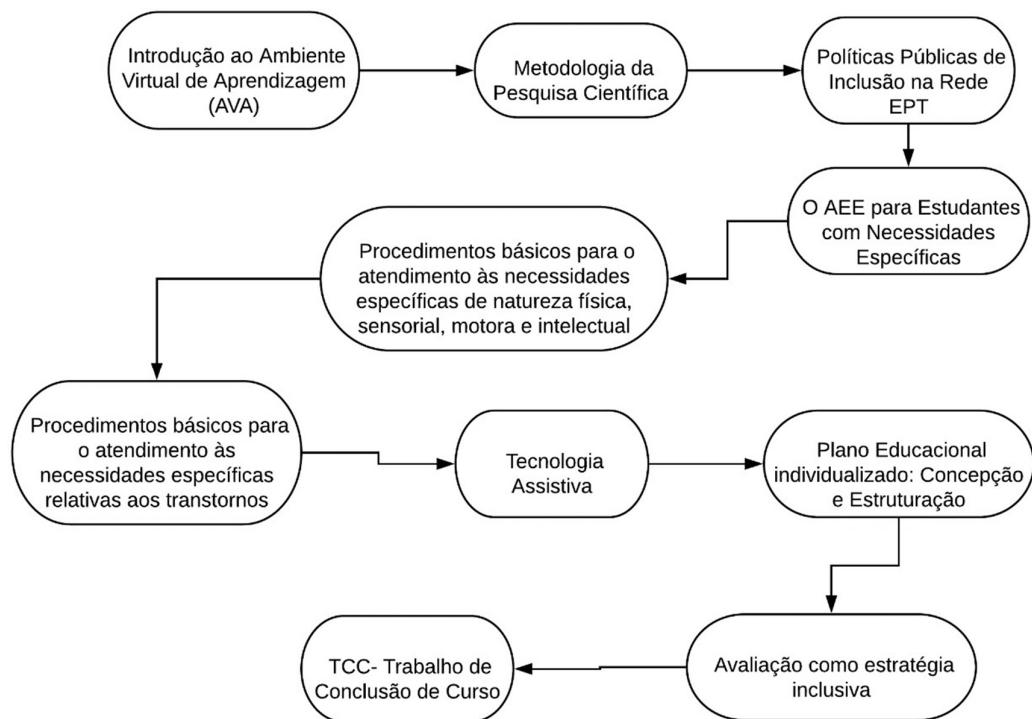 Introdução ao Ambiente
Virtual de Aprendizagem
(AVA)
Metodologia da
Pesquisa Científica
Políticas Públicas de
Inclusão na Rede
EPT
O AEE para Estudantes
com Necessidades
Específicas
Procedimentos básicos para o
atendimento às necessidades
específicas de natureza física,
sensorial, motora e intelectual
Procedimentos básicos para
o atendimento às
necessidades específicas
relativas aos transtornos
Tecnologia
Assistiva
Plano Educacional
individualizado: Concepção
e Estruturação
Avaliação como estratégia
inclusiva
TCC- Trabalho de
Conclusão de Curso